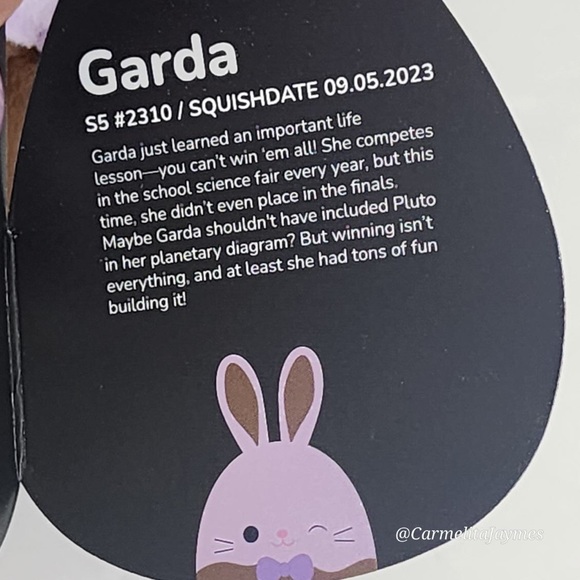 Garda
S5 #2310 / SQUISHDATE 09.05.2023
Garda just learned an important life
lesson—you can't win 'em all! She competes
in the school science fair every year, but this
time, she didn't even place in the finals.
Maybe Garda shouldn't have included Pluto
in her planetary diagram? But winning isn't
everything, and at least she had tons of fun
building it!
@CarmelitaJaymes